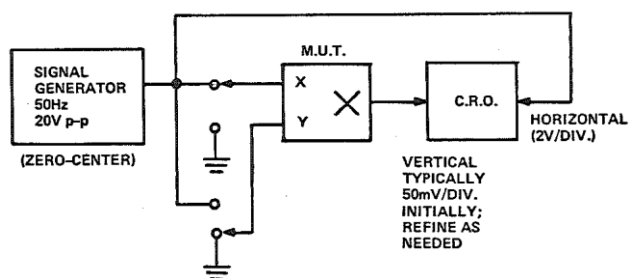 SIGNAL
GENERATOR
50Hz
20V p-p
(ZERO-CENTER)
M.U.T.
X
Y
C.R.O.
HORIZONTAL
(2V/DIV.)
VERTICAL
TYPICALLY
50mV/DIV.
INITIALLY;
REFINE AS
NEEDED